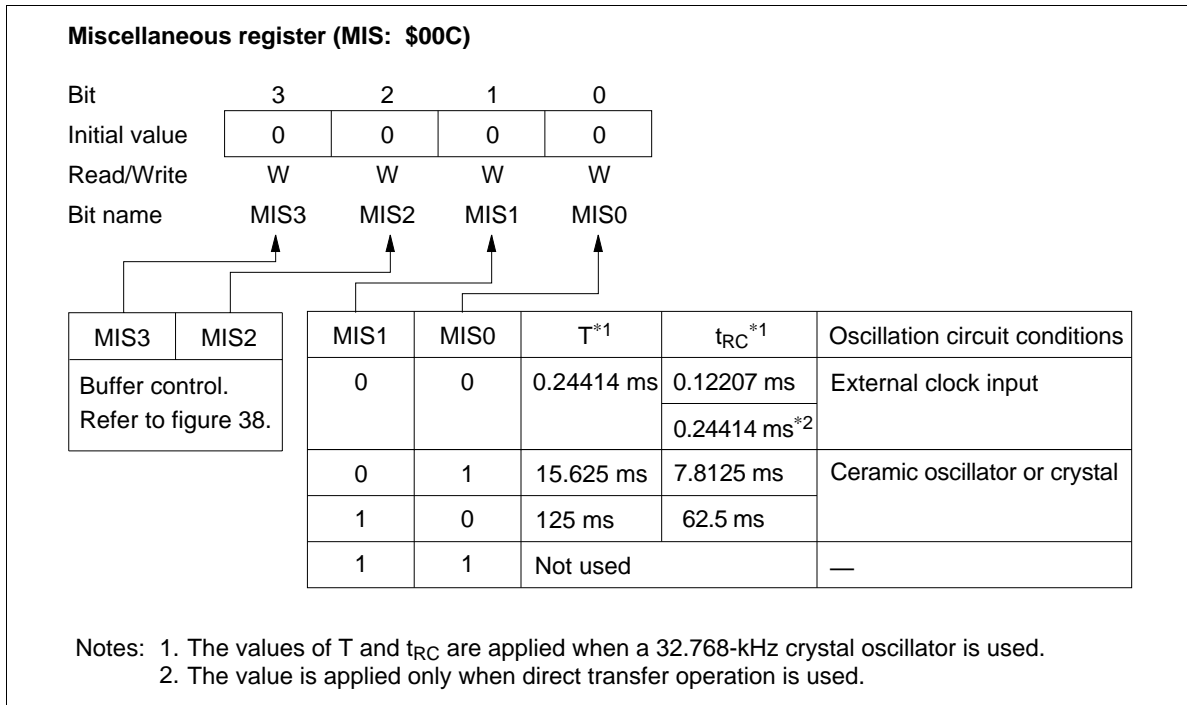 Miscellaneous register (MIS: $00C)
Bit 3 2 1 0
Initial value 0 0 0 0
Read/Write W W W W
Bit name MIS3 MIS2 MIS1 MIS0
MIS3 MIS2
Buffer control.
Refer to figure 38.
MIS1 MIS0 T*1 tRC*1 Oscillation circuit conditions
0 0 0.24414 ms 0.12207 ms External clock input
0.24414 ms*2
0 1 15.625 ms 7.8125 ms Ceramic oscillator or crystal
1 0 125 ms 62.5 ms
1 1 Not used —
Notes: 1. The values of T and tRC are applied when a 32.768-kHz crystal oscillator is used.
2. The value is applied only when direct transfer operation is used.